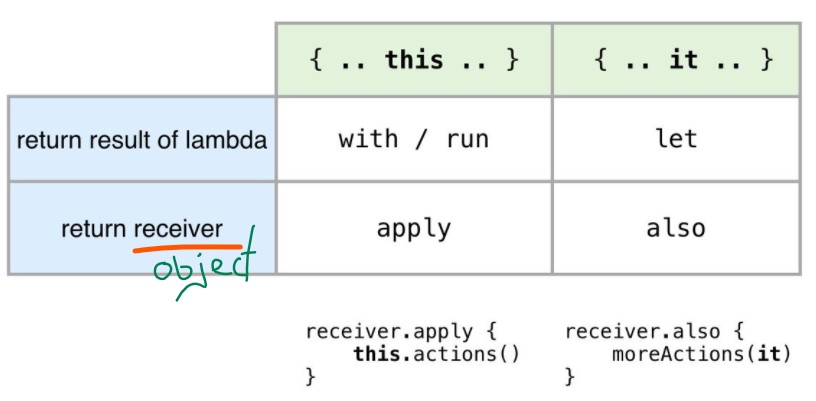 { .. this .. } { .. it .. }
return result of lambda with / run let
return receiver apply also
object
receiver.apply { receiver.also {
this.actions() moreActions(it)
} }